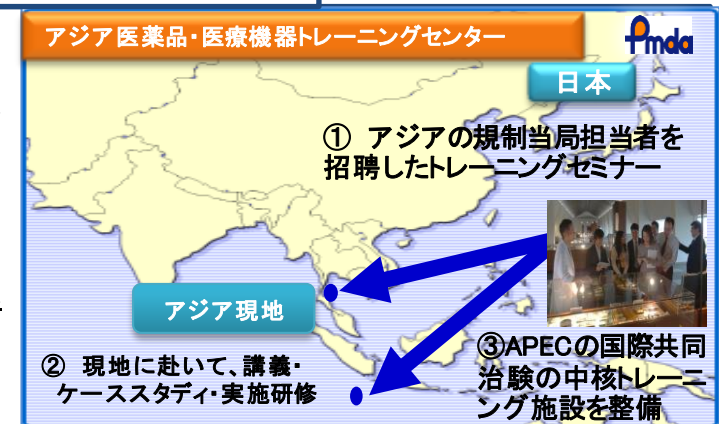 アジア医薬品・医療機器トレーニングセンター
Pmda
日本
① アジアの規制当局担当者を
招聘したトレーニングセミナー
アジア現地
② 現地に赴いて、講義・
ケーススタディ・実施研修
③APECの国際共同
治験の中核トレーニ
ング施設を整備